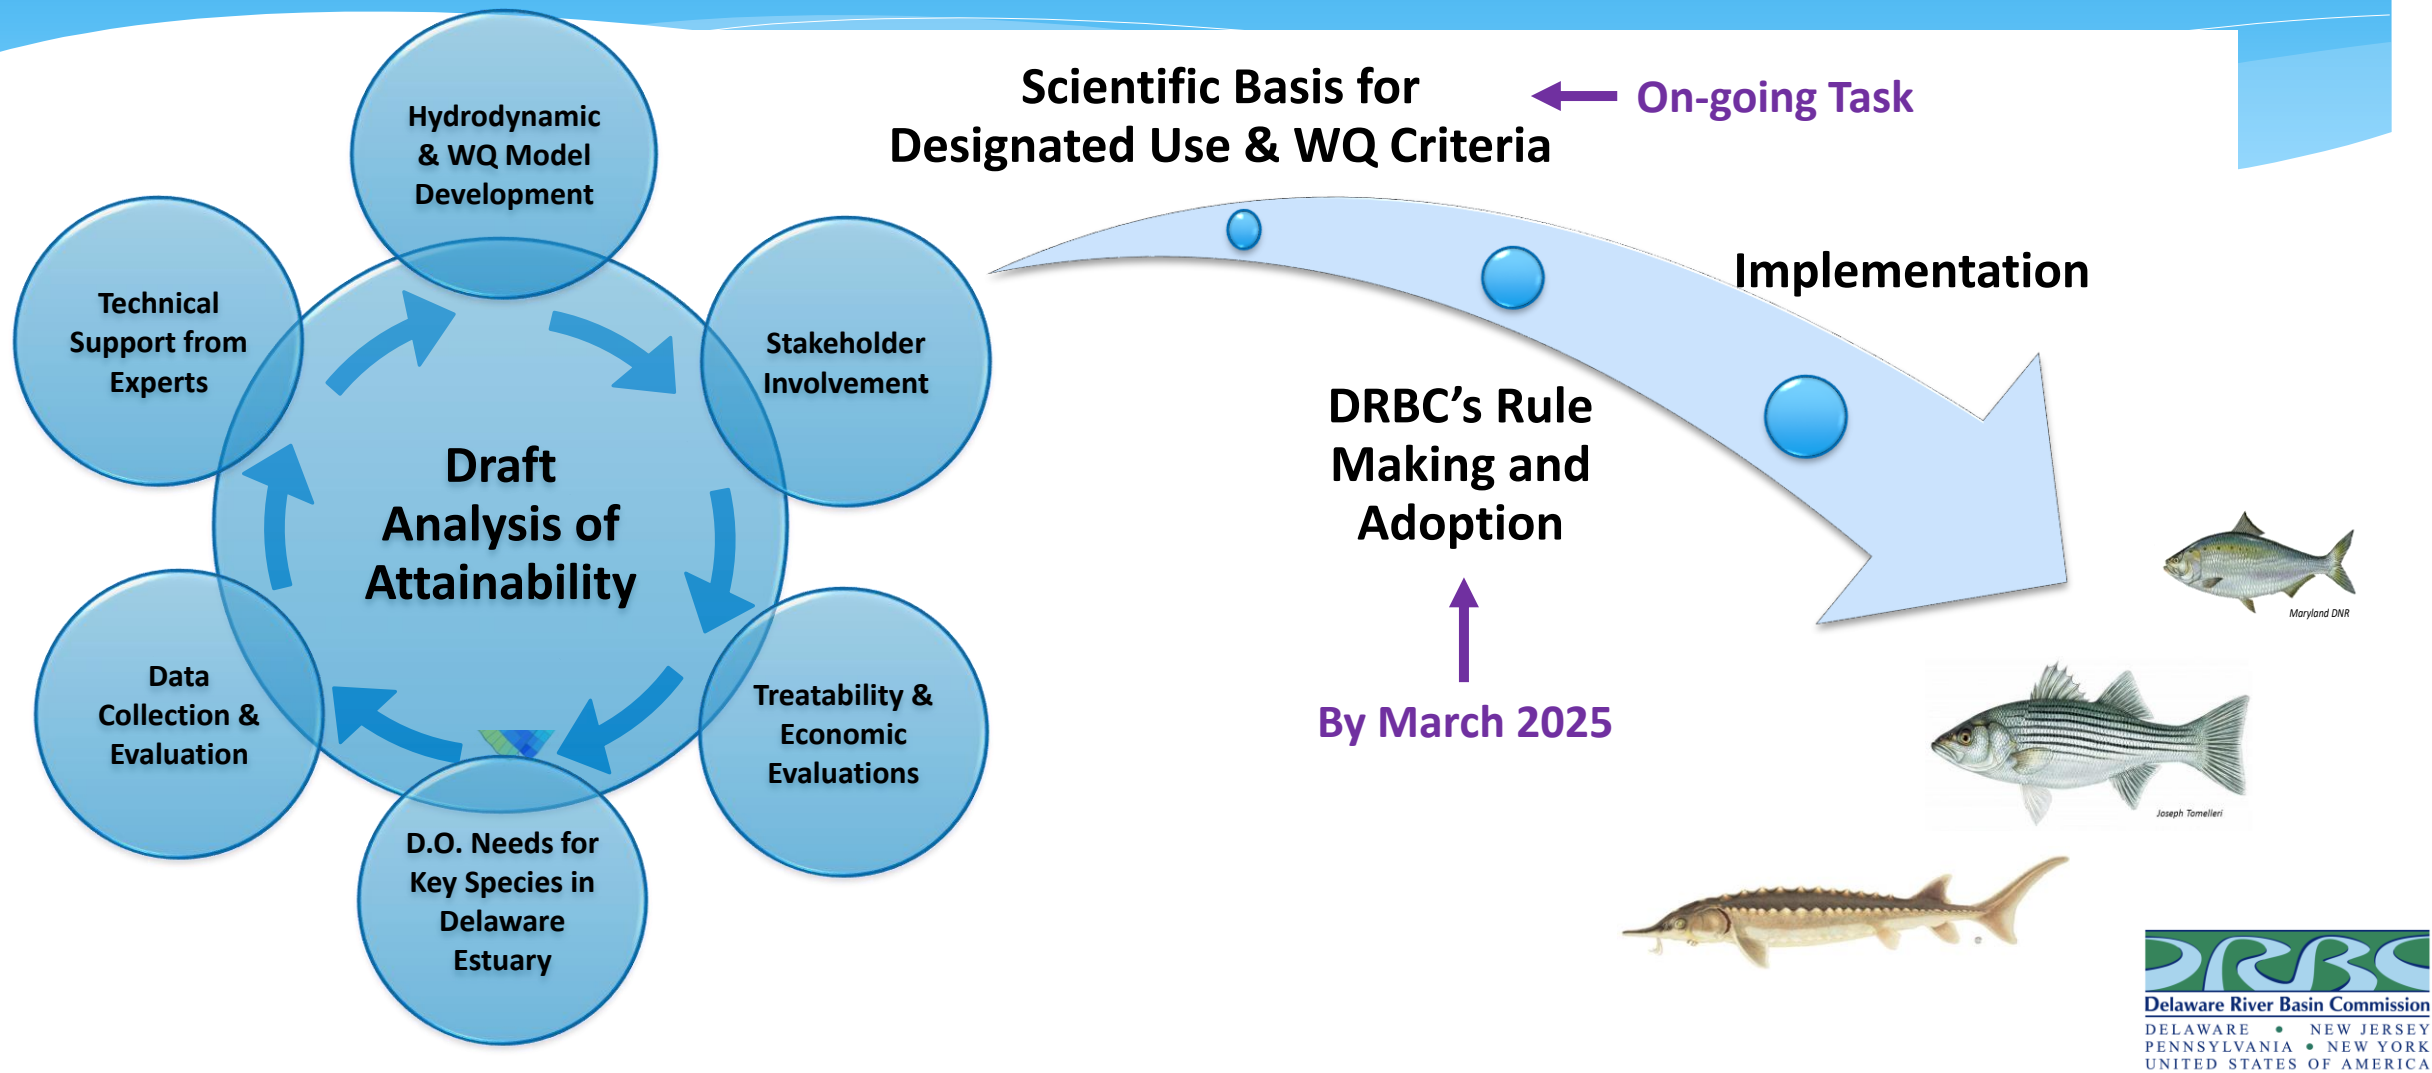 Hydrodynamic
& WQ Model
Development
Stakeholder
Involvement
Treatability &
Economic
Evaluations
D.O. Needs for
Key Species in
Delaware
Estuary
Data
Collection &
Evaluation
Technical
Support from
Experts
Draft
Analysis of
Attainability
Scientific Basis for
Designated Use & WQ Criteria
On-going Task
DRBC's Rule
Making and
Adoption
By March 2025
Implementation
Maryland DNR
Joseph Tomelleri
DRBC
Delaware River Basin Commission
DELAWARE • NEW JERSEY
PENNSYLVANIA • NEW YORK
UNITED STATES OF AMERICA